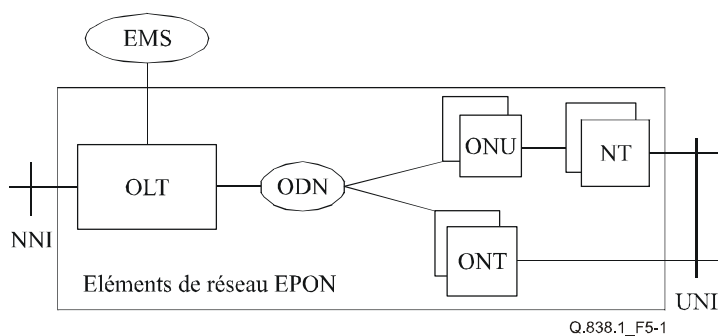 EMS
OLT
ODN
ONU
NT
ONT
NNI
Eléments de réseau EPON
UNI
Q.838.1_F5-1